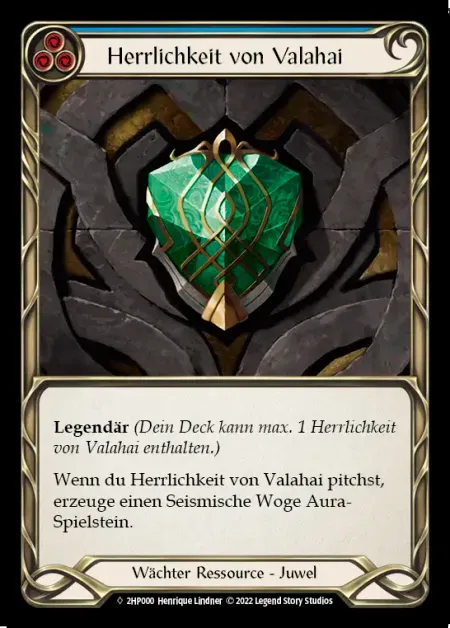 Herrlichkeit von Valahai
Legendär (Dein Deck kann max. 1 Herrlichkeit
von Valahai enthalten.)
Wenn du Herrlichkeit von Valahai pitchst,
erzeuge einen Seismische Woge Aura-
Spielstein.
Wächter Ressource - Juwel
2HP000 Henrique Lindner © 2022 Legend Story Studios